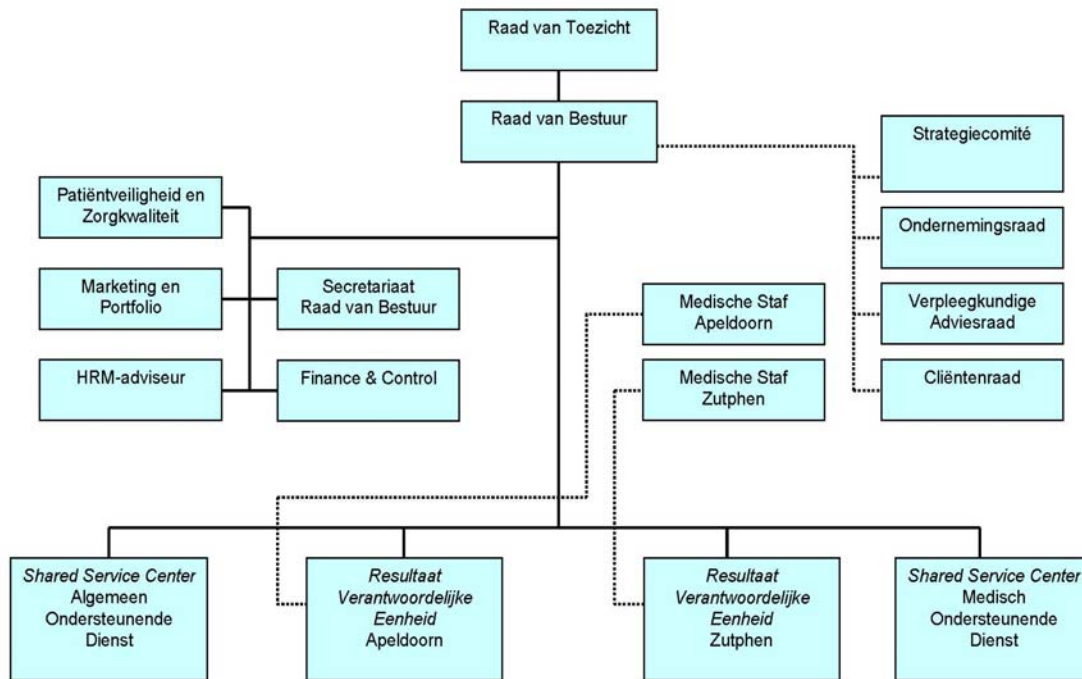 Raad van Toezicht
Raad van Bestuur
Strategiecomité
Patiëntveiligheid en
Zorgkwaliteit
Ondernemingsraad
Marketing en
Portfolio
Secretariaat
Raad van Bestuur
Medische Staf
Apeldoorn
Verpleegkundige
Adviesraad
HRM-adviseur
Finance & Control
Medische Staf
Zutphen
Cliëntenraad
Shared Service Center
Algemeen
Ondersteunende
Dienst
Resultaat
Verantwoordelijke
Eenheid
Apeldoorn
Resultaat
Verantwoordelijke
Eenheid
Zutphen
Shared Service Center
Medisch
Ondersteunende
Dienst